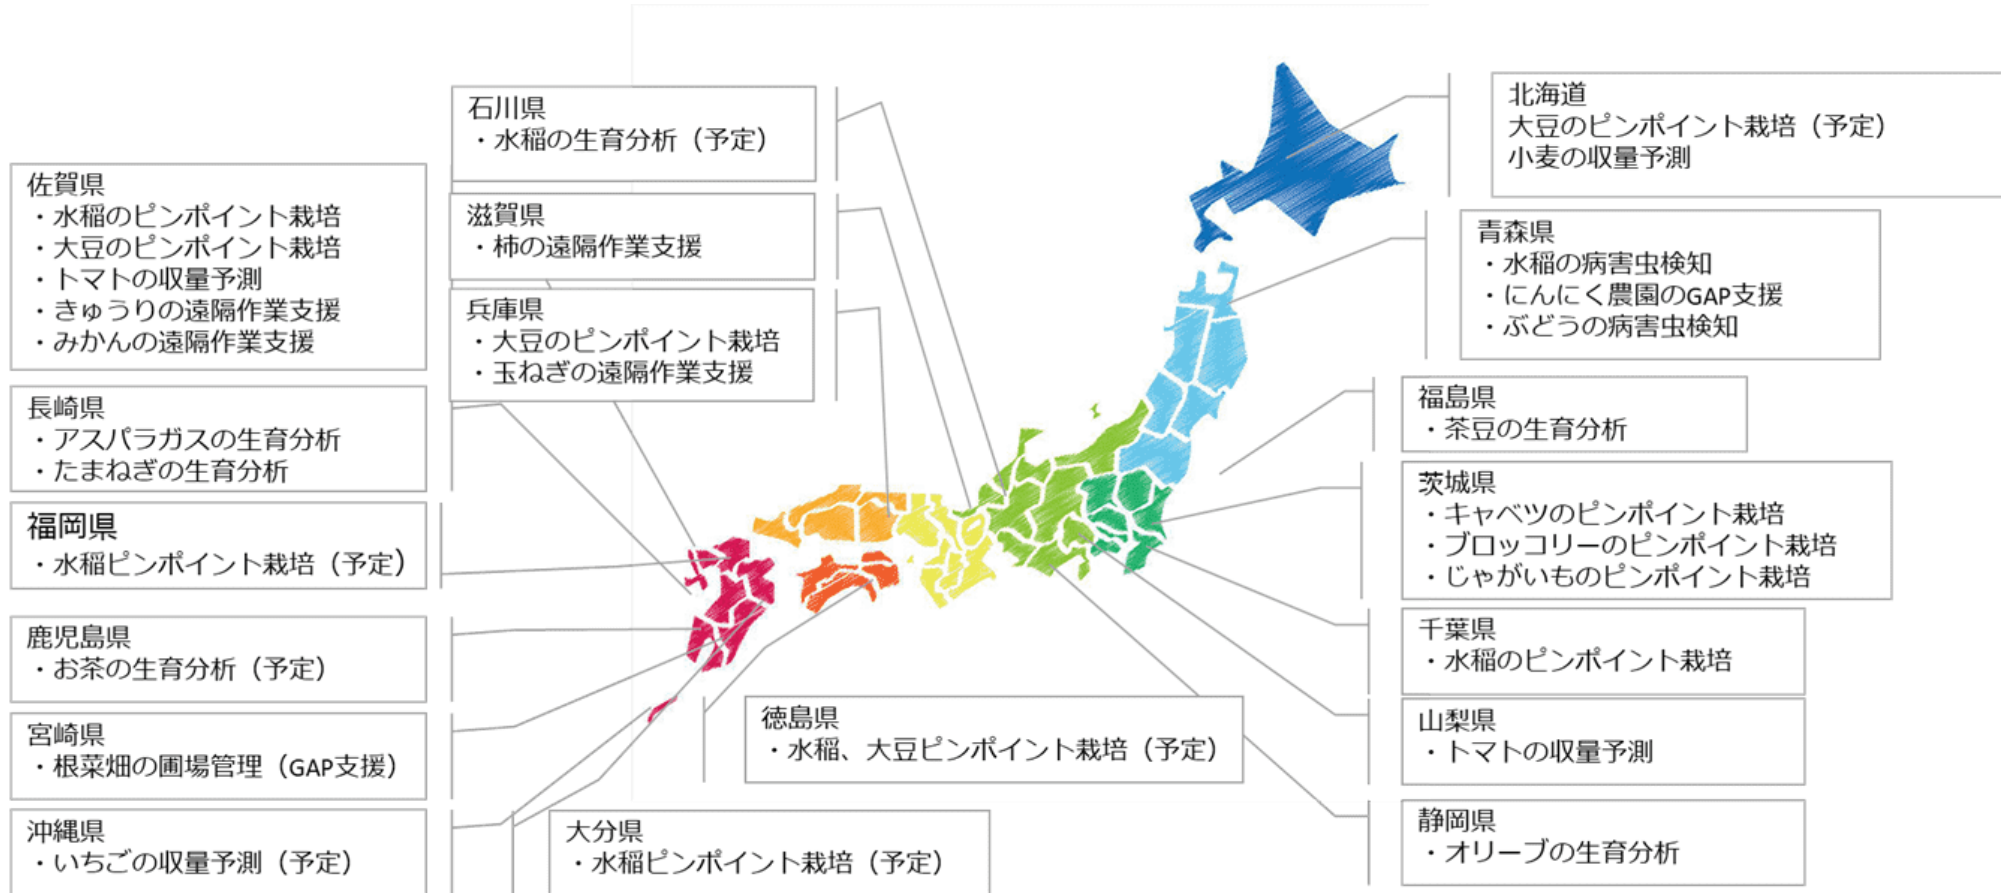 石川県
・水稲の生育分析（予定）
滋賀県
・柿の遠隔作業支援
兵庫県
・大豆のピンポイント栽培
・玉ねぎの遠隔作業支援
佐賀県
・水稲のピンポイント栽培
・大豆のピンポイント栽培
・トマトの収量予測
・きゅうりの遠隔作業支援
・みかんの遠隔作業支援
長崎県
・アスパラガスの生育分析
・たまねぎの生育分析
福岡県
・水稲ピンポイント栽培（予定）
鹿児島県
・お茶の生育分析（予定）
宮崎県
・根菜畑の圃場管理（GAP支援）
沖縄県
・いちごの収量予測（予定）
大分県
・水稲ピンポイント栽培（予定）
徳島県
・水稲、大豆ピンポイント栽培（予定）
北海道
大豆のピンポイント栽培（予定）
小麦の収量予測
青森県
・水稲の病害虫検知
・にんにく農園のGAP支援
・ぶどうの病害虫検知
福島県
・茶豆の生育分析
茨城県
・キャベツのピンポイント栽培
・ブロッコリーのピンポイント栽培
・じゃがいものピンポイント栽培
千葉県
・水稲のピンポイント栽培
山梨県
・トマトの収量予測
静岡県
・オリーブの生育分析